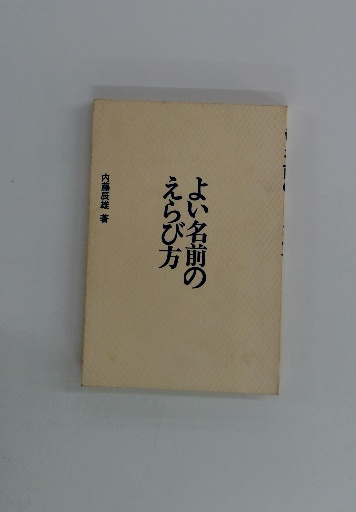 よい名前の
えらび方
内藤辰雄 著